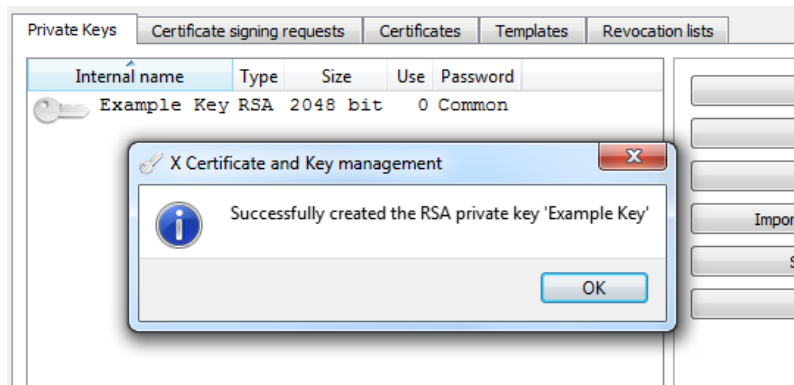 Private Keys Certificate signing requests Certificates Templates Revocation lists
Internal name Type Size Use Password
Example Key RSA 2048 bit 0 Common
X Certificate and Key management
Successfully created the RSA private key 'Example Key'
OK